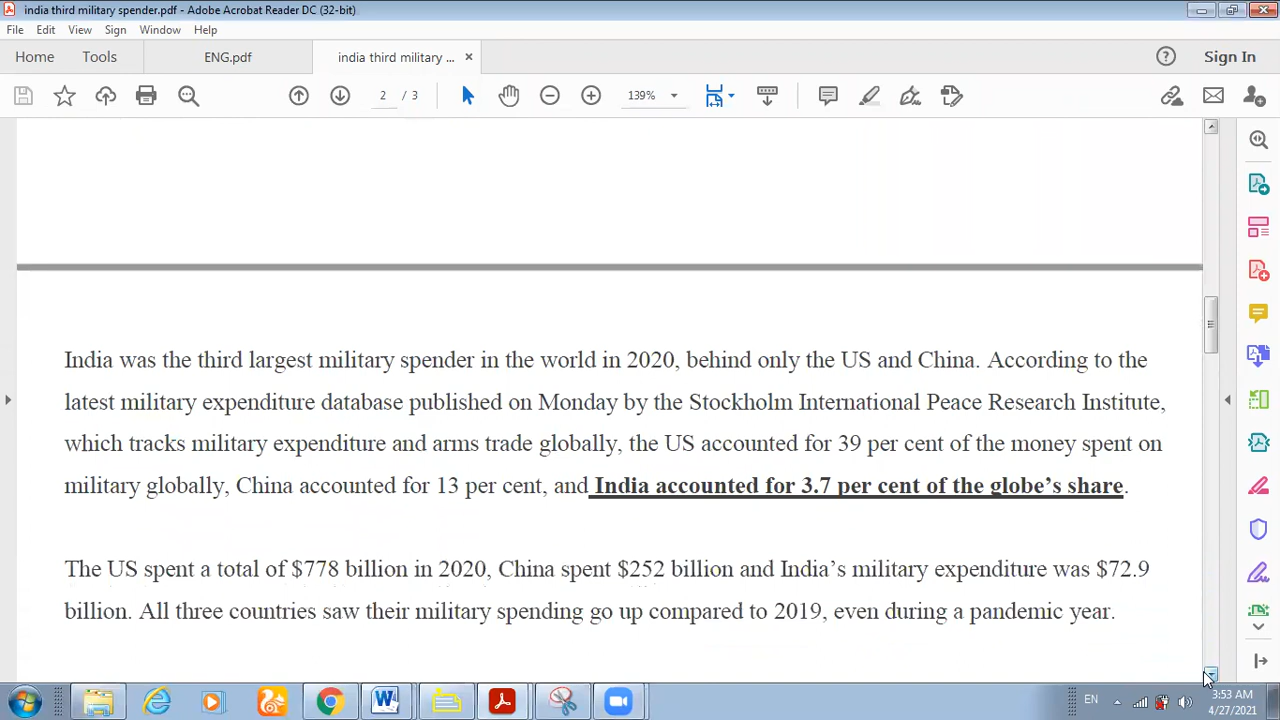 india third military spender.pdf - Adobe Acrobat Reader DC (32-bit)
File Edit View Sign Window Help
Home Tools ENG.pdf india third military ... × Sign In
2 / 3 139%
India was the third largest military spender in the world in 2020, behind only the US and China. According to the
latest military expenditure database published on Monday by the Stockholm International Peace Research Institute,
which tracks military expenditure and arms trade globally, the US accounted for 39 per cent of the money spent on
military globally, China accounted for 13 per cent, and India accounted for 3.7 per cent of the globe’s share.
The US spent a total of $778 billion in 2020, China spent $252 billion and India’s military expenditure was $72.9
billion. All three countries saw their military spending go up compared to 2019, even during a pandemic year.
EN 3:53 AM
4/27/2021